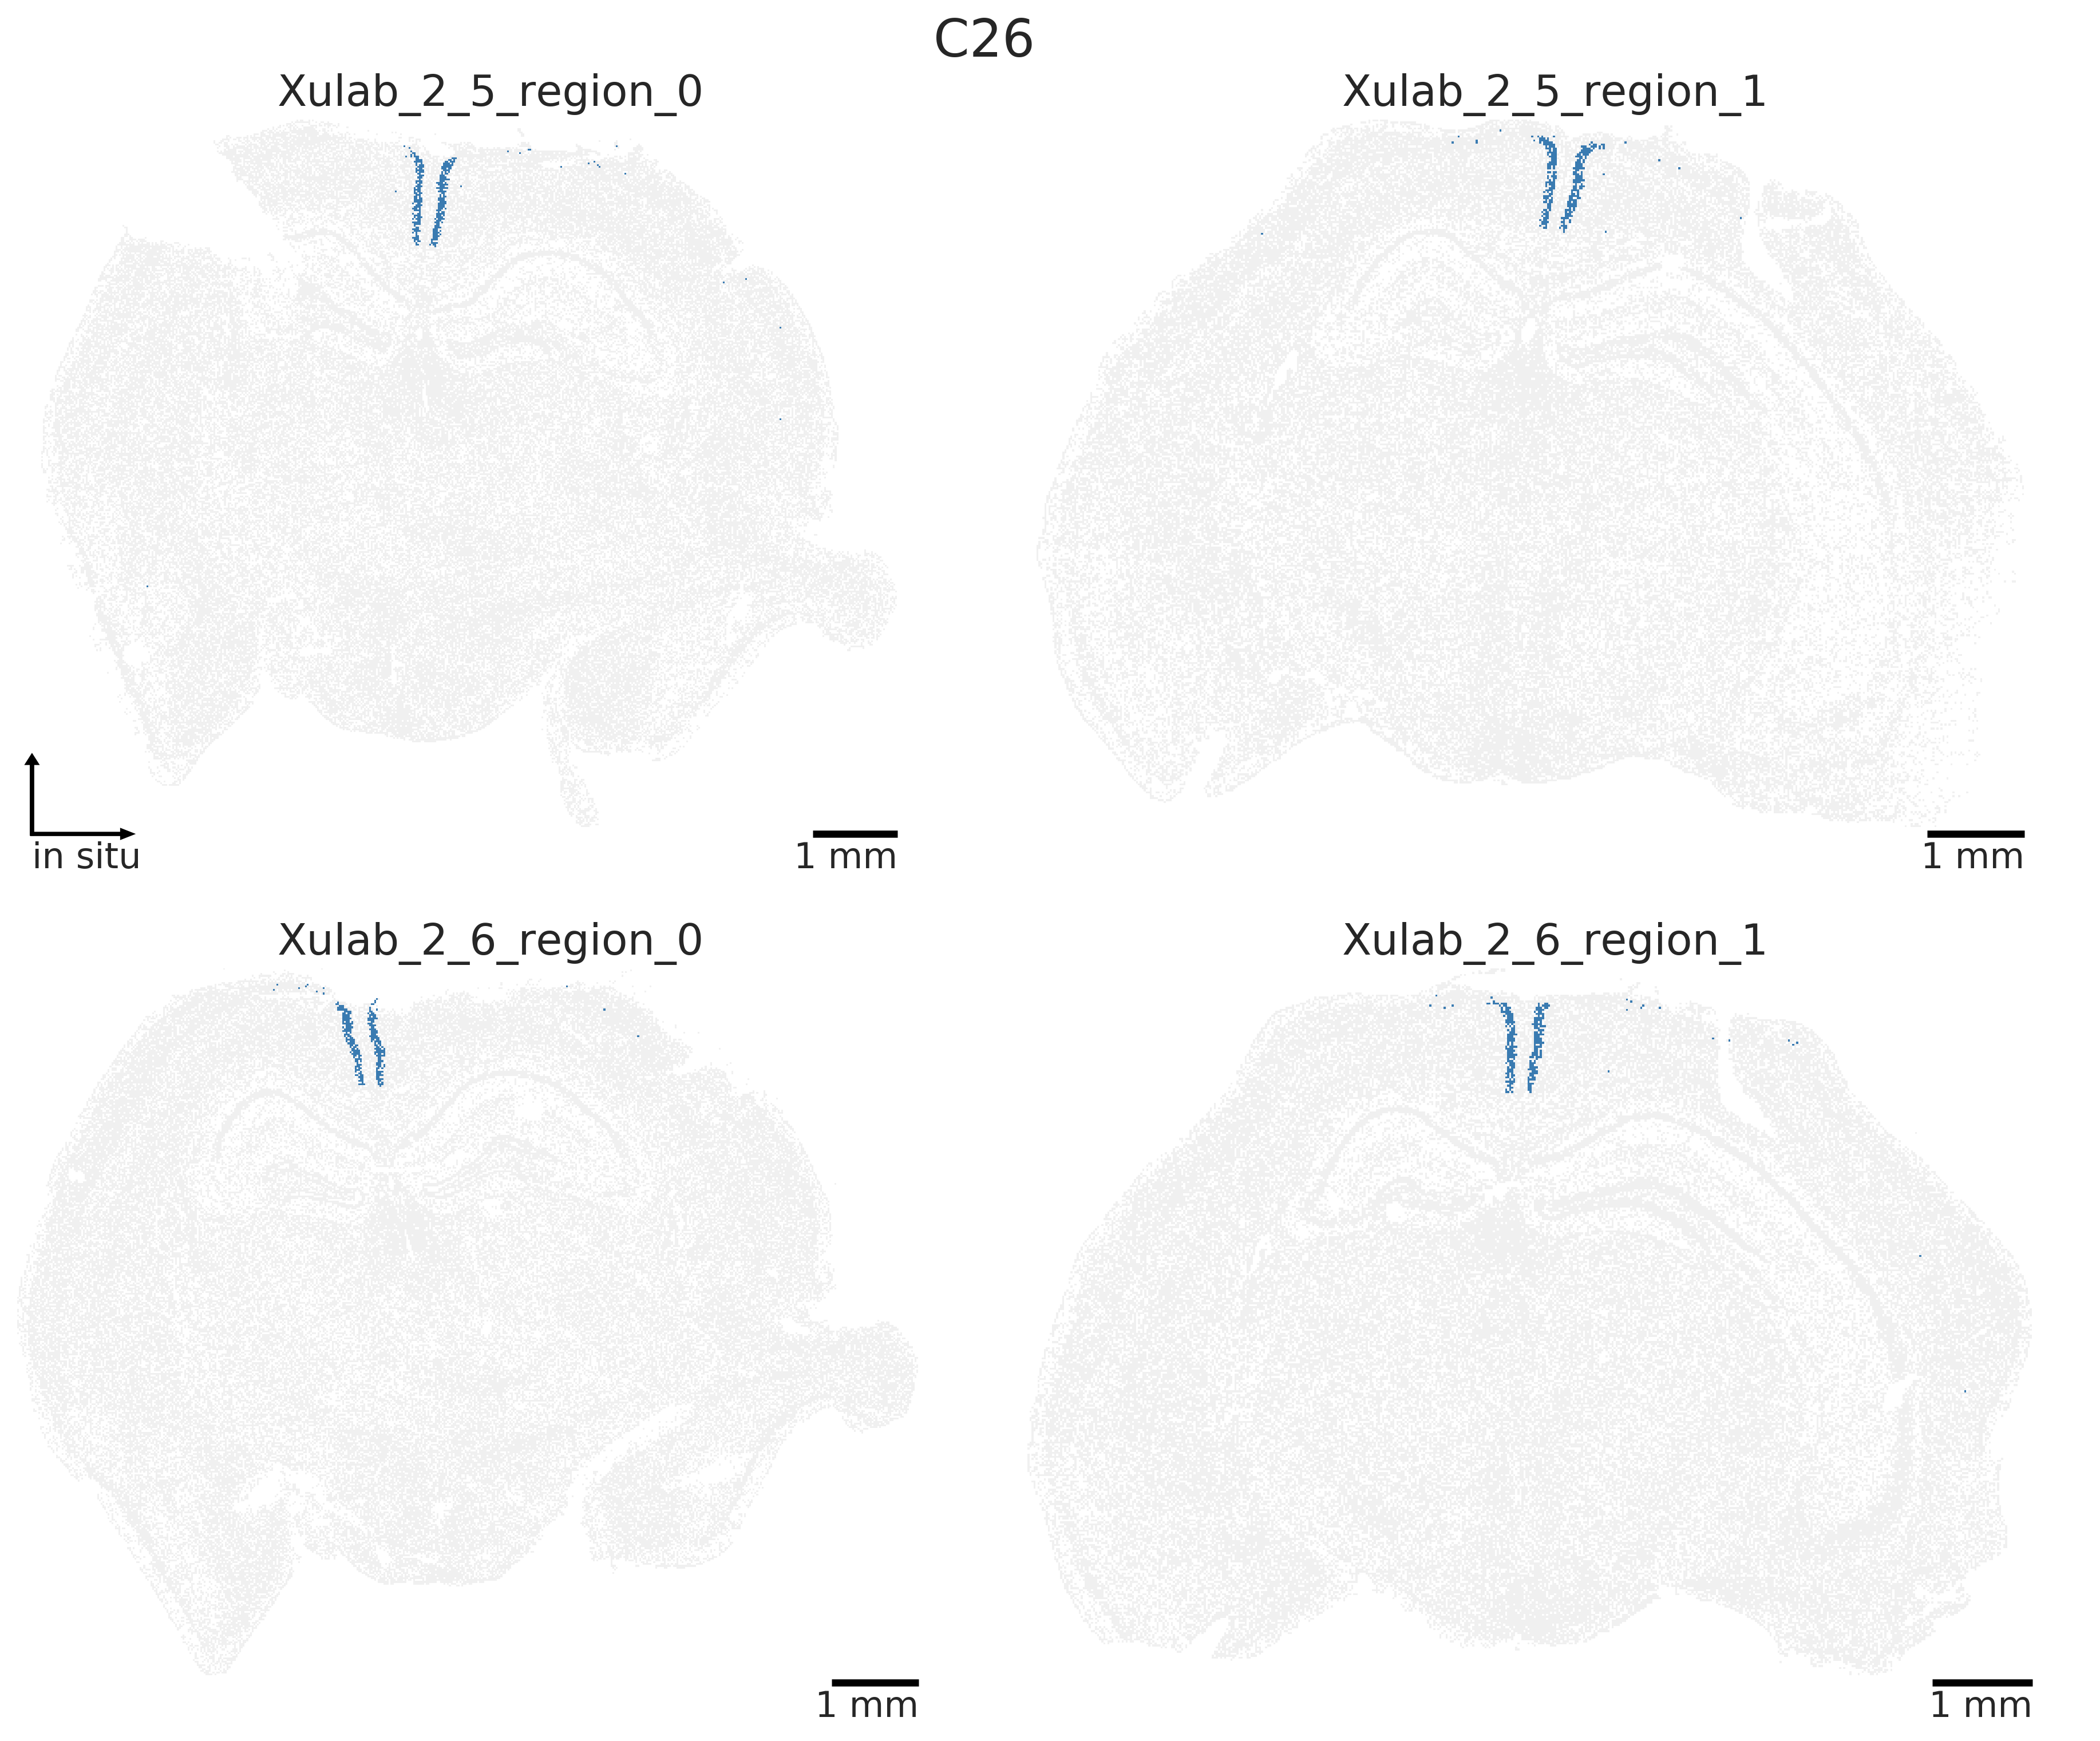 C26
Xulab_2_5_region_0
Xulab_2_5_region_1
in situ
1 mm
1 mm
Xulab_2_6_region_0
Xulab_2_6_region_1
1 mm
1 mm